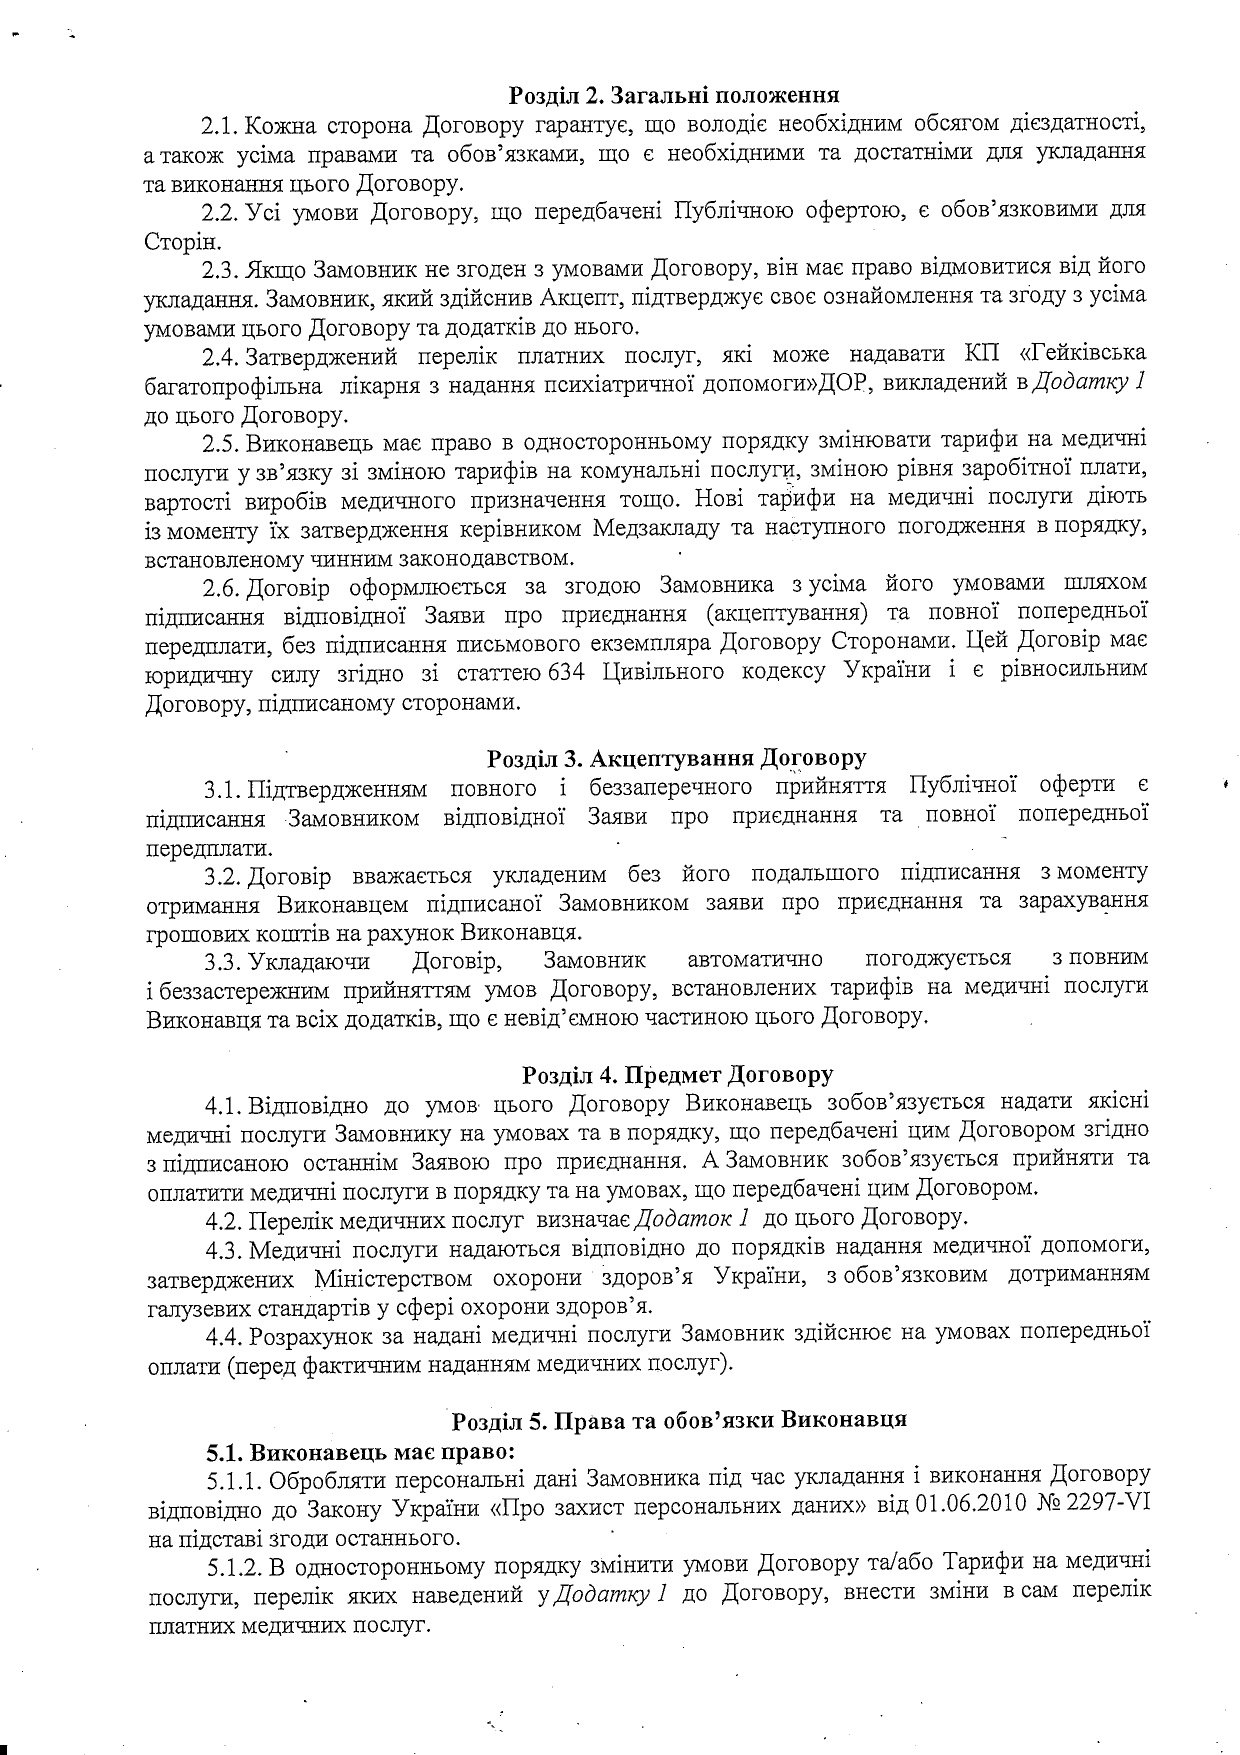 Розділ 2. Загальні положення
2.1. Кожна сторона Договору гарантує, що володіє необхідним обсягом дієздатності,
а також усіма правами та обов’язками, що є необхідними та достатніми для укладання
та виконання цього Договору.
2.2. Усі умови Договору, що передбачені Публічною офертою, є обов’язковими для
Сторін.
2.3. Якщо Замовник не згоден з умовами Договору, він має право відмовитися від його
укладання. Замовник, який здійснив Акцепт, підтверджує своє ознайомлення та згоду з усіма
умовами цього Договору та додатків до нього.
2.4. Затверджений перелік платних послуг, які може надавати КП «Гейківська
багатопрофільна лікарня з надання психіатричної допомоги»ДОР, викладений в Додатку 1
до цього Договору.
2.5. Виконавець має право в односторонньому порядку змінювати тарифи на медичні
послуги у зв’язку зі зміною тарифів на комунальні послуги, зміною рівня заробітної плати,
вартості виробів медичного призначення тощо. Нові тарифи на медичні послуги діють
із моменту їх затвердження керівником Медзакладу та наступного погодження в порядку,
встановленому чинним законодавством.
2.6. Договір оформлюється за згодою Замовника з усіма його умовами шляхом
підписання відповідної Заяви про приєднання (акцептування) та повної попередньої
передплати, без підписання письмового екземпляра Договору Сторонами. Цей Договір має
юридичну силу згідно зі статтею 634 Цивільного кодексу України і є рівносильним
Договору, підписаному сторонами.
Розділ 3. Акцептування Договору
3.1. Підтвердженням повного і беззаперечного прийняття Публічної оферти є
підписання Замовником відповідної Заяви про приєднання та повної попередньої
передплати.
3.2. Договір вважається укладеним без його подальшого підписання з моменту
отримання Виконавцем підписаної Замовником заяви про приєднання та зарахування
грошових коштів на рахунок Виконавця.
3.3. Укладаючи Договір, Замовник автоматично погоджується з повним
і беззастережним прийняттям умов Договору, встановлених тарифів на медичні послуги
Виконавця та всіх додатків, що є невід’ємною частиною цього Договору.
Розділ 4. Предмет Договору
4.1. Відповідно до умов цього Договору Виконавець зобов’язується надати якісні
медичні послуги Замовнику на умовах та в порядку, що передбачені цим Договором згідно
з підписаною останнім Заявою про приєднання. А Замовник зобов’язується прийняти та
оплатити медичні послуги в порядку та на умовах, що передбачені цим Договором.
4.2. Перелік медичних послуг визначає Додаток 1 до цього Договору.
4.3. Медичні послуги надаються відповідно до порядків надання медичної допомоги,
затверджених Міністерством охорони здоров’я України, з обов’язковим дотриманням
галузевих стандартів у сфері охорони здоров’я.
4.4. Розрахунок за надані медичні послуги Замовник здійснює на умовах попередньої
оплати (перед фактичним наданням медичних послуг).
Розділ 5. Права та обов’язки Виконавця
5.1. Виконавець має право:
5.1.1. Обробляти персональні дані Замовника під час укладання і виконання Договору
відповідно до Закону України «Про захист персональних даних» від 01.06.2010 № 2297-VI
на підставі згоди останнього.
5.1.2. В односторонньому порядку змінити умови Договору та/або Тарифи на медичні
послуги, перелік яких наведений у Додатку 1 до Договору, внести зміни в сам перелік
платних медичних послуг.